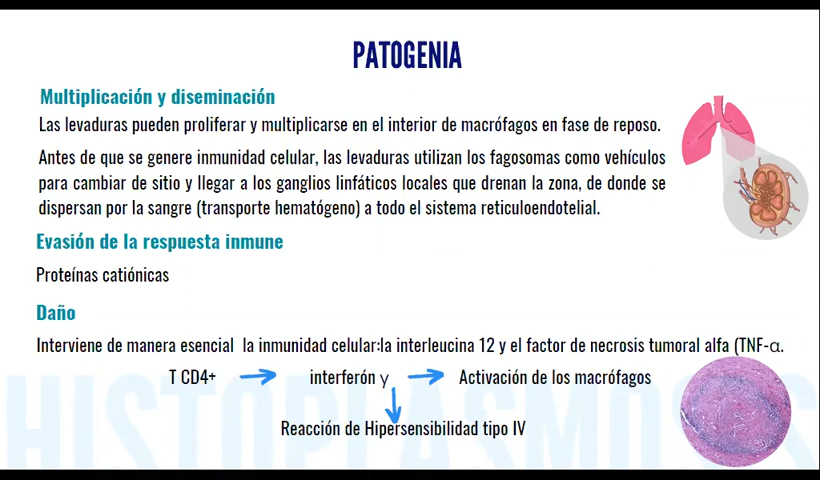 PATOGENIA
Multiplicación y diseminación
Las levaduras pueden proliferar y multiplicarse en el interior de macrófagos en fase de reposo.
Antes de que se genere inmunidad celular, las levaduras utilizan los fagosomas como vehículos
para cambiar de sitio y llegar a los ganglios linfáticos locales que drenan la zona, de donde se
dispersan por la sangre (transporte hematógeno) a todo el sistema reticuloendotelial.
Evasión de la respuesta inmune
Proteínas catiónicas
Daño
Interviene de manera esencial la inmunidad celular:la interleucina 12 y el factor de necrosis tumoral alfa (TNF-α.
T CD4+ interferón γ Activación de los macrófagos
Reacción de Hipersensibilidad tipo IV
HISTOPLASMOSIS